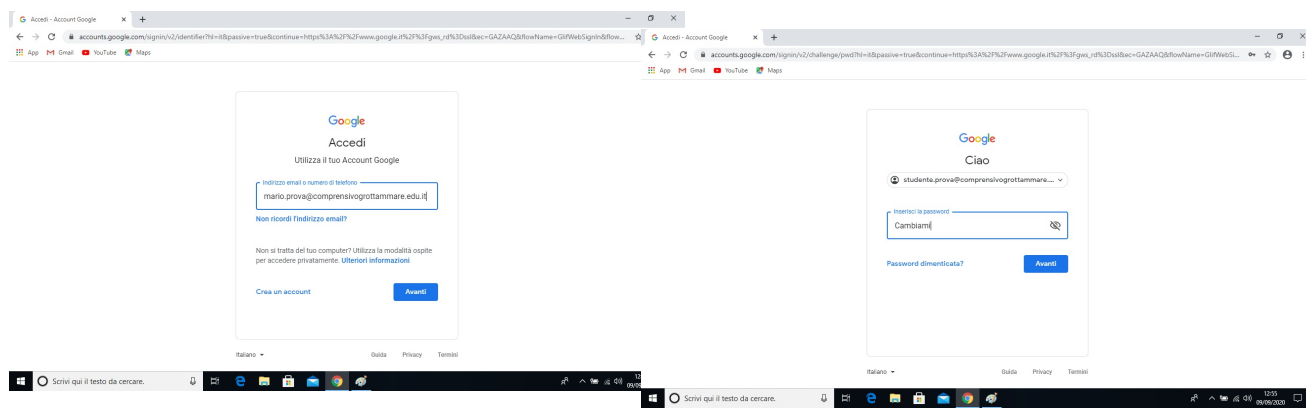 Accedi - Account Google
accounts.google.com/signin/v2/identifier?hl=it&passive=true&continue=https%3A%2F%2Fwww.google.it%2F%3Fgws_rd%3Dssl&ec=GAZAAQ&flowName=GlifWebSignIn&flow...
App Gmail YouTube Maps
Google
Accedi
Utilizza il tuo Account Google
Indirizzo email o numero di telefono
mario.prova@comprensivogrottammare.edu.it
Non ricordi l'indirizzo email?
Non si tratta del tuo computer? Utilizza la modalità ospite
per accedere privatamente. Ulteriori informazioni
Crea un account Avanti
Italiano Guida Privacy Termini
Scrivi qui il testo da cercare.
Accedi - Account Google
accounts.google.com/signin/v2/challenge/pwd?hl=it&passive=true&continue=https%3A%2F%2Fwww.google.it%2F%3Fgws_rd%3Dssl&ec=GAZAAQ&flowName=GlifWebSi...
App Gmail YouTube Maps
Google
Ciao
studente.prova@comprensivogrottammare....
Inserisci la password
Cambiami
Password dimenticata? Avanti
Italiano Guida Privacy Termini
Scrivi qui il testo da cercare.
12:55
09/09/2020